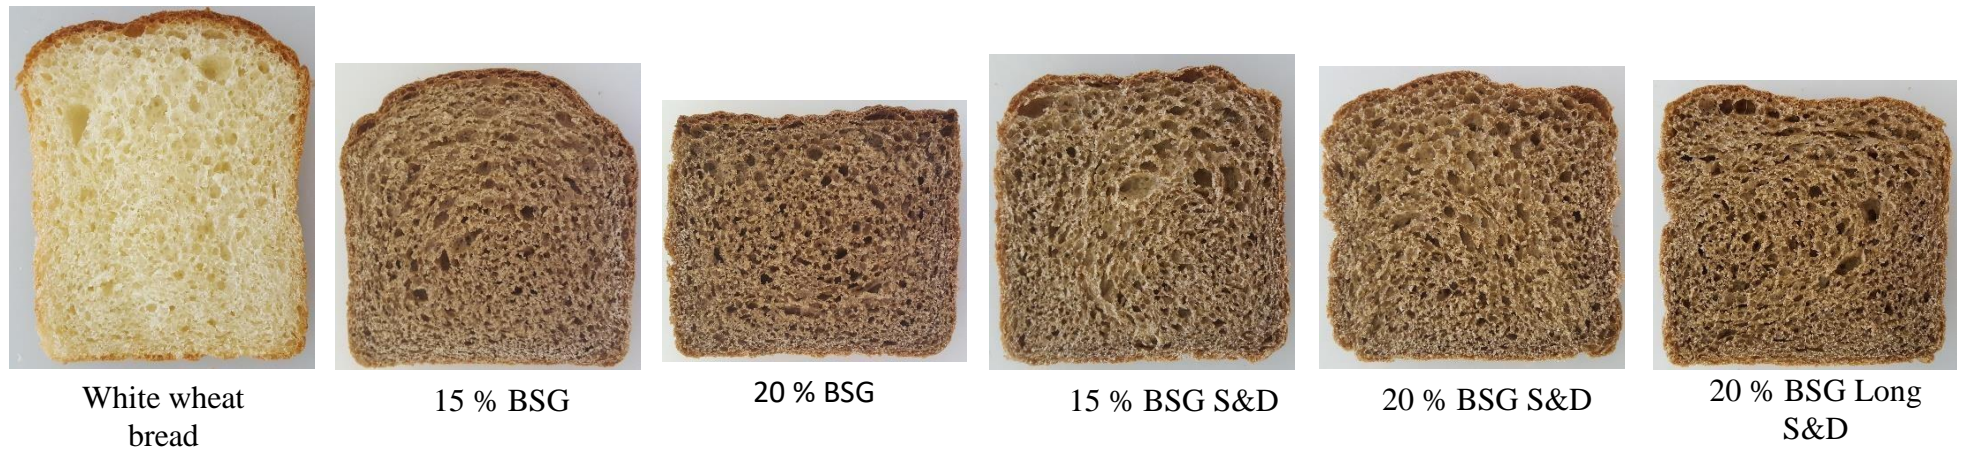 White wheat
bread
15 % BSG
20 % BSG
15 % BSG S&D
20 % BSG S&D
20 % BSG Long
S&D